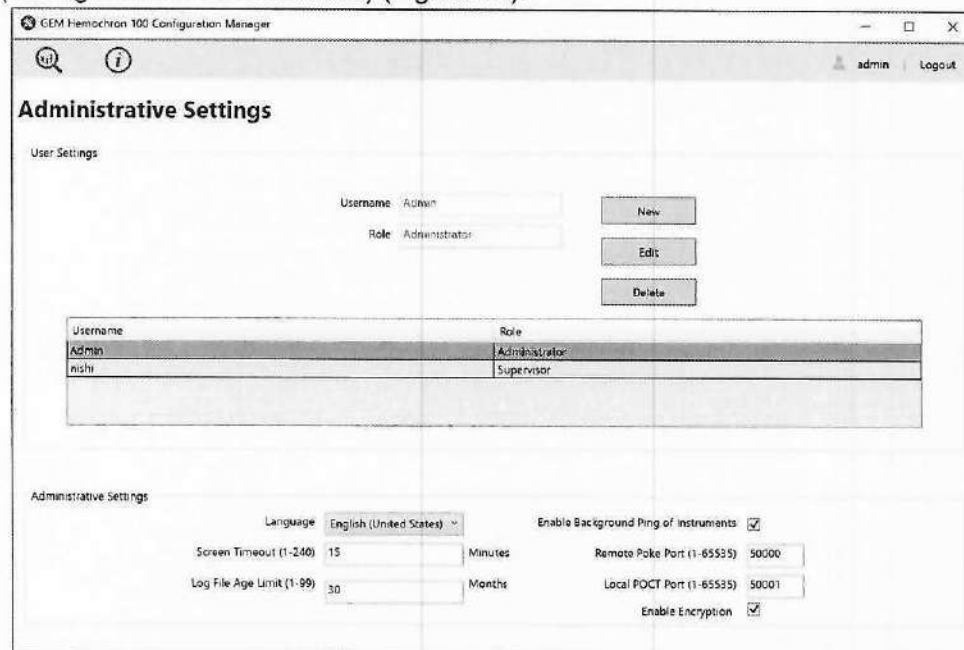 GEM Hemochron 100 Configuration Manager
admin | Logout
Administrative Settings
User Settings
Username Admin
New
Role Administrator
Edit
Delete
Username Role
Admin Administrator
nishi Supervisor
Administrative Settings
Language English (United States)
Enable Background Ping of Instruments
Screen Timeout (1-240) 15 Minutes
Remote Poke Port (1-65535) 50000
Log File Age Limit (1-99) 30 Months
Local POCT Port (1-65535) 50001
Enable Encryption